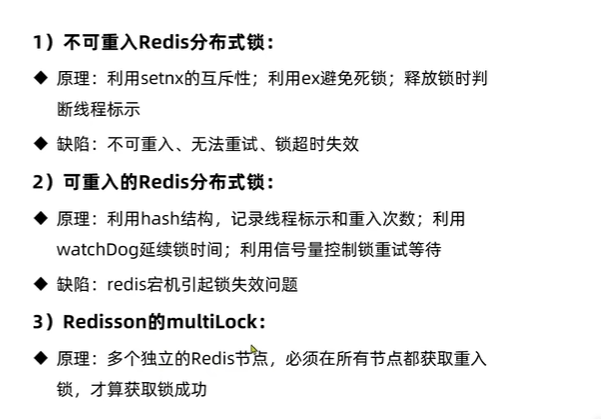 1）不可重入Redis分布式锁：
◆ 原理：利用setnx的互斥性；利用ex避免死锁；释放锁时判
断线程标示
◆ 缺陷：不可重入、无法重试、锁超时失效
2）可重入的Redis分布式锁：
◆ 原理：利用hash结构，记录线程标示和重入次数；利用
watchDog延续锁时间；利用信号量控制锁重试等待
◆ 缺陷：redis宕机引起锁失效问题
3）Redisson的multiLock：
◆ 原理：多个独立的Redis节点，必须在所有节点都获取重入
锁，才算获取锁成功